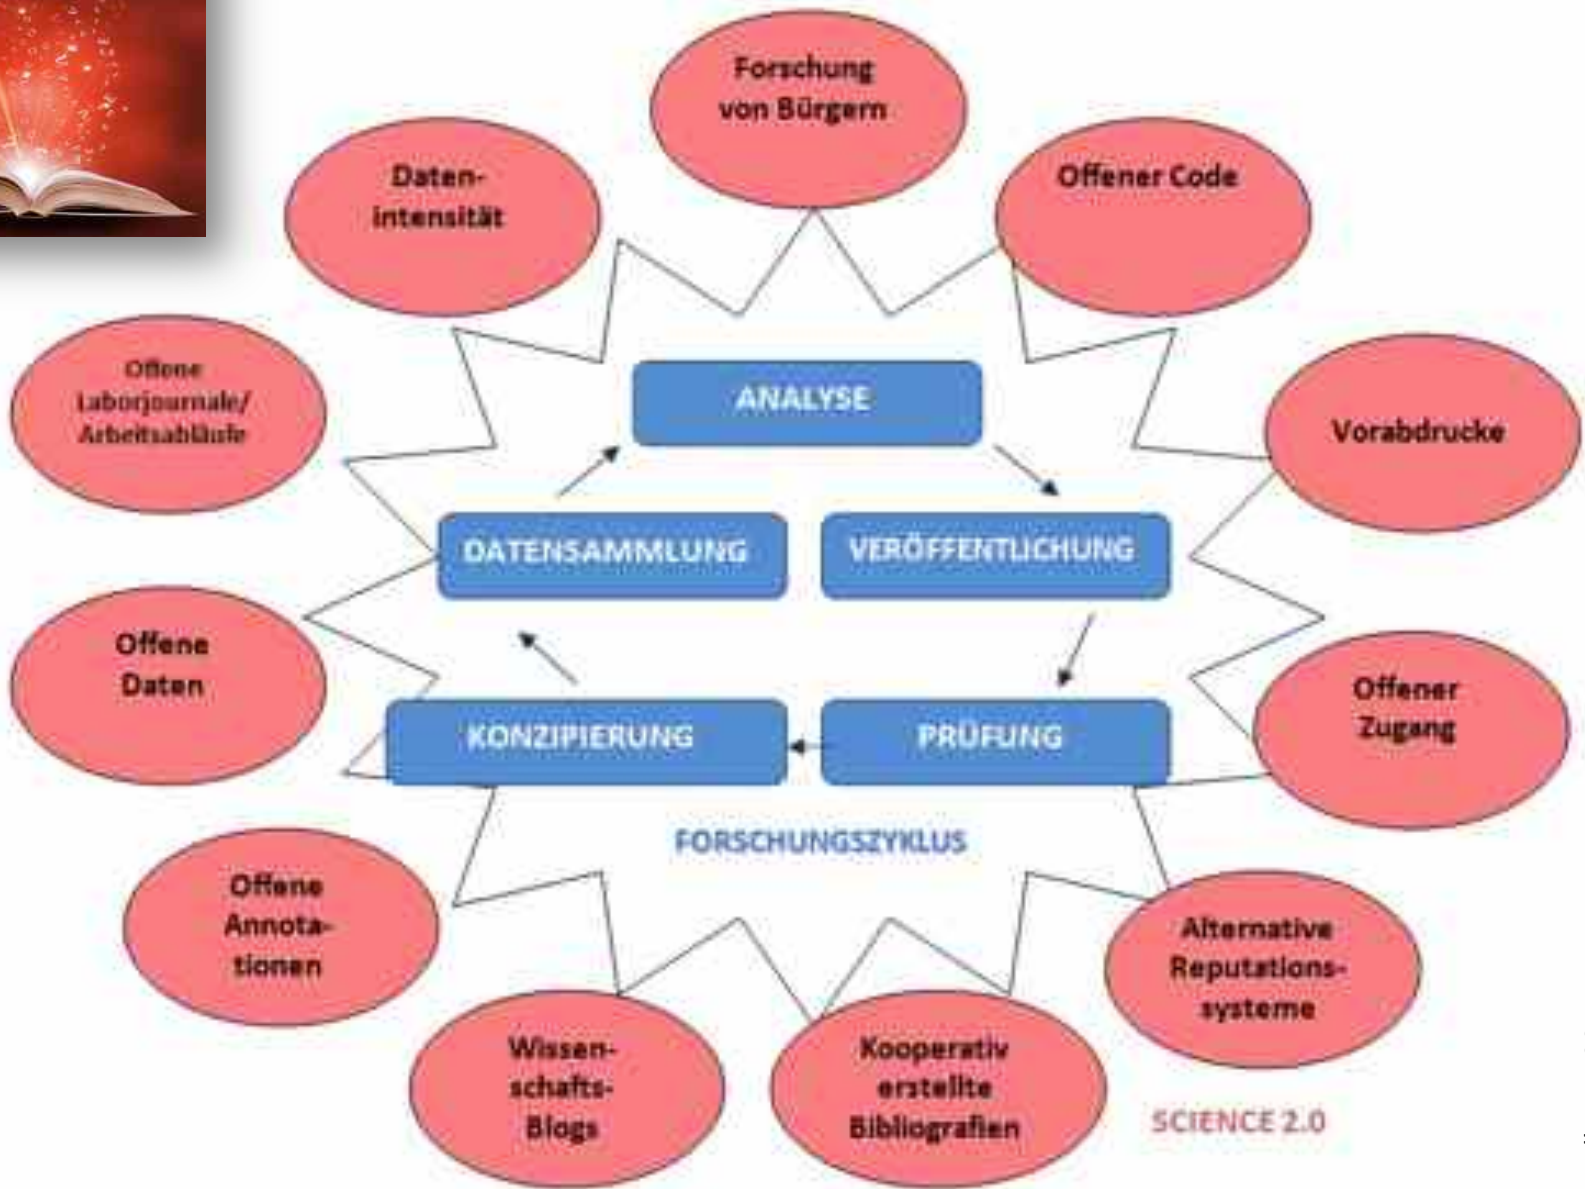 Forschung
von Bürgern
Daten-
intensität
Offener Code
Offene
Laborjournale/
Arbeitsabläufe
ANALYSE
Vorabdrucke
DATENSAMMLUNG
VERÖFFENTLICHUNG
Offene
Daten
Offener
Zugang
KONZIPIERUNG
PRÜFUNG
FORSCHUNGSZYKLUS
Offene
Annota-
tionen
Alternative
Reputations-
systeme
Wissen-
schafts-
Blogs
Kooperativ
erstellte
Bibliografien
SCIENCE 2.0